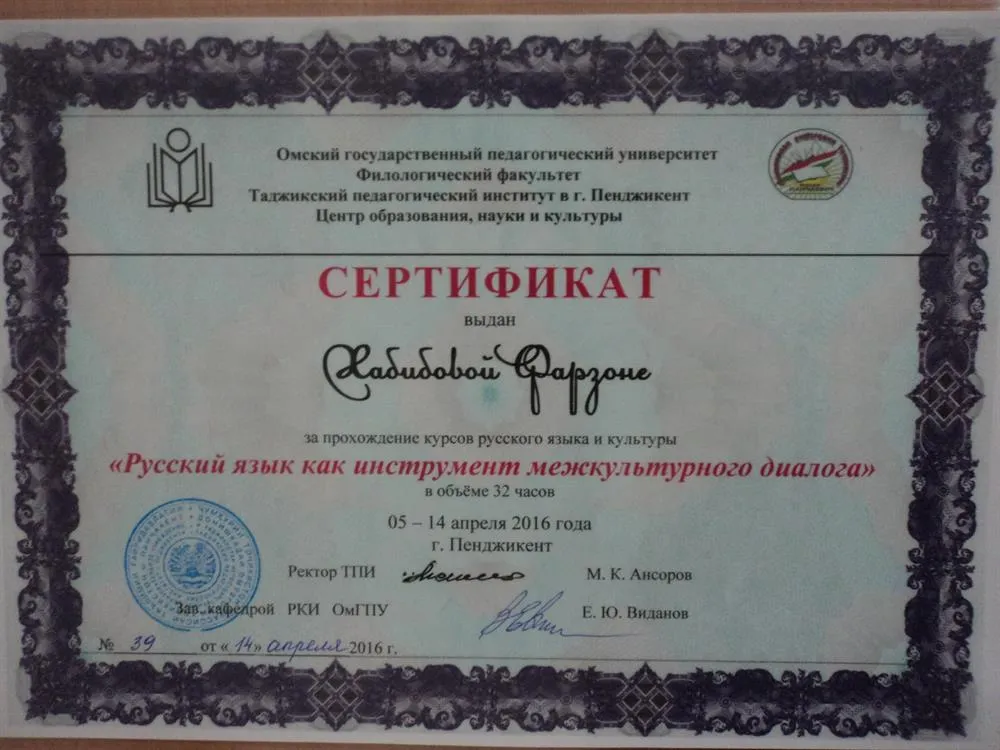 Омский государственный педагогический университет
Филологический факультет
Таджикский педагогический институт в г. Пенджикент
Центр образования, науки и культуры
СЕРТИФИКАТ
выдан
Хабибовой Фарзоне
за прохождение курсов русского языка и культуры
«Русский язык как инструмент межкультурного диалога»
в объёме 32 часов
05 – 14 апреля 2016 года
г. Пенджикент
Ректор ТПИ М. К. Ансоров
Зав. кафедрой РКИ ОмГПУ Е. Ю. Виданов
№ 39 от « 14» апреля 2016 г.